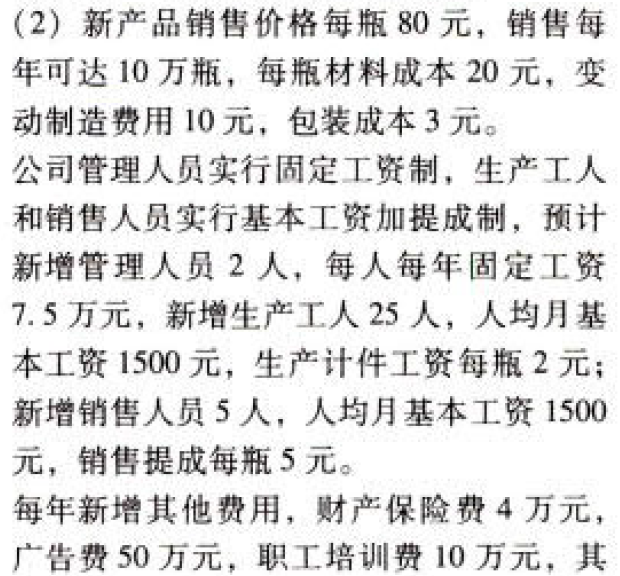 （2）新产品销售价格每瓶 80 元，销售每
年可达 10 万瓶，每瓶材料成本 20 元，变
动制造费用 10 元，包装成本 3 元。
公司管理人员实行固定工资制，生产工人
和销售人员实行基本工资加提成制，预计
新增管理人员 2 人，每人每年固定工资
7.5 万元，新增生产工人 25 人，人均月基
本工资 1500 元，生产计件工资每瓶 2 元；
新增销售人员 5 人，人均月基本工资 1500
元，销售提成每瓶 5 元。
每年新增其他费用，财产保险费 4 万元，
广告费 50 万元，职工培训费 10 万元，其